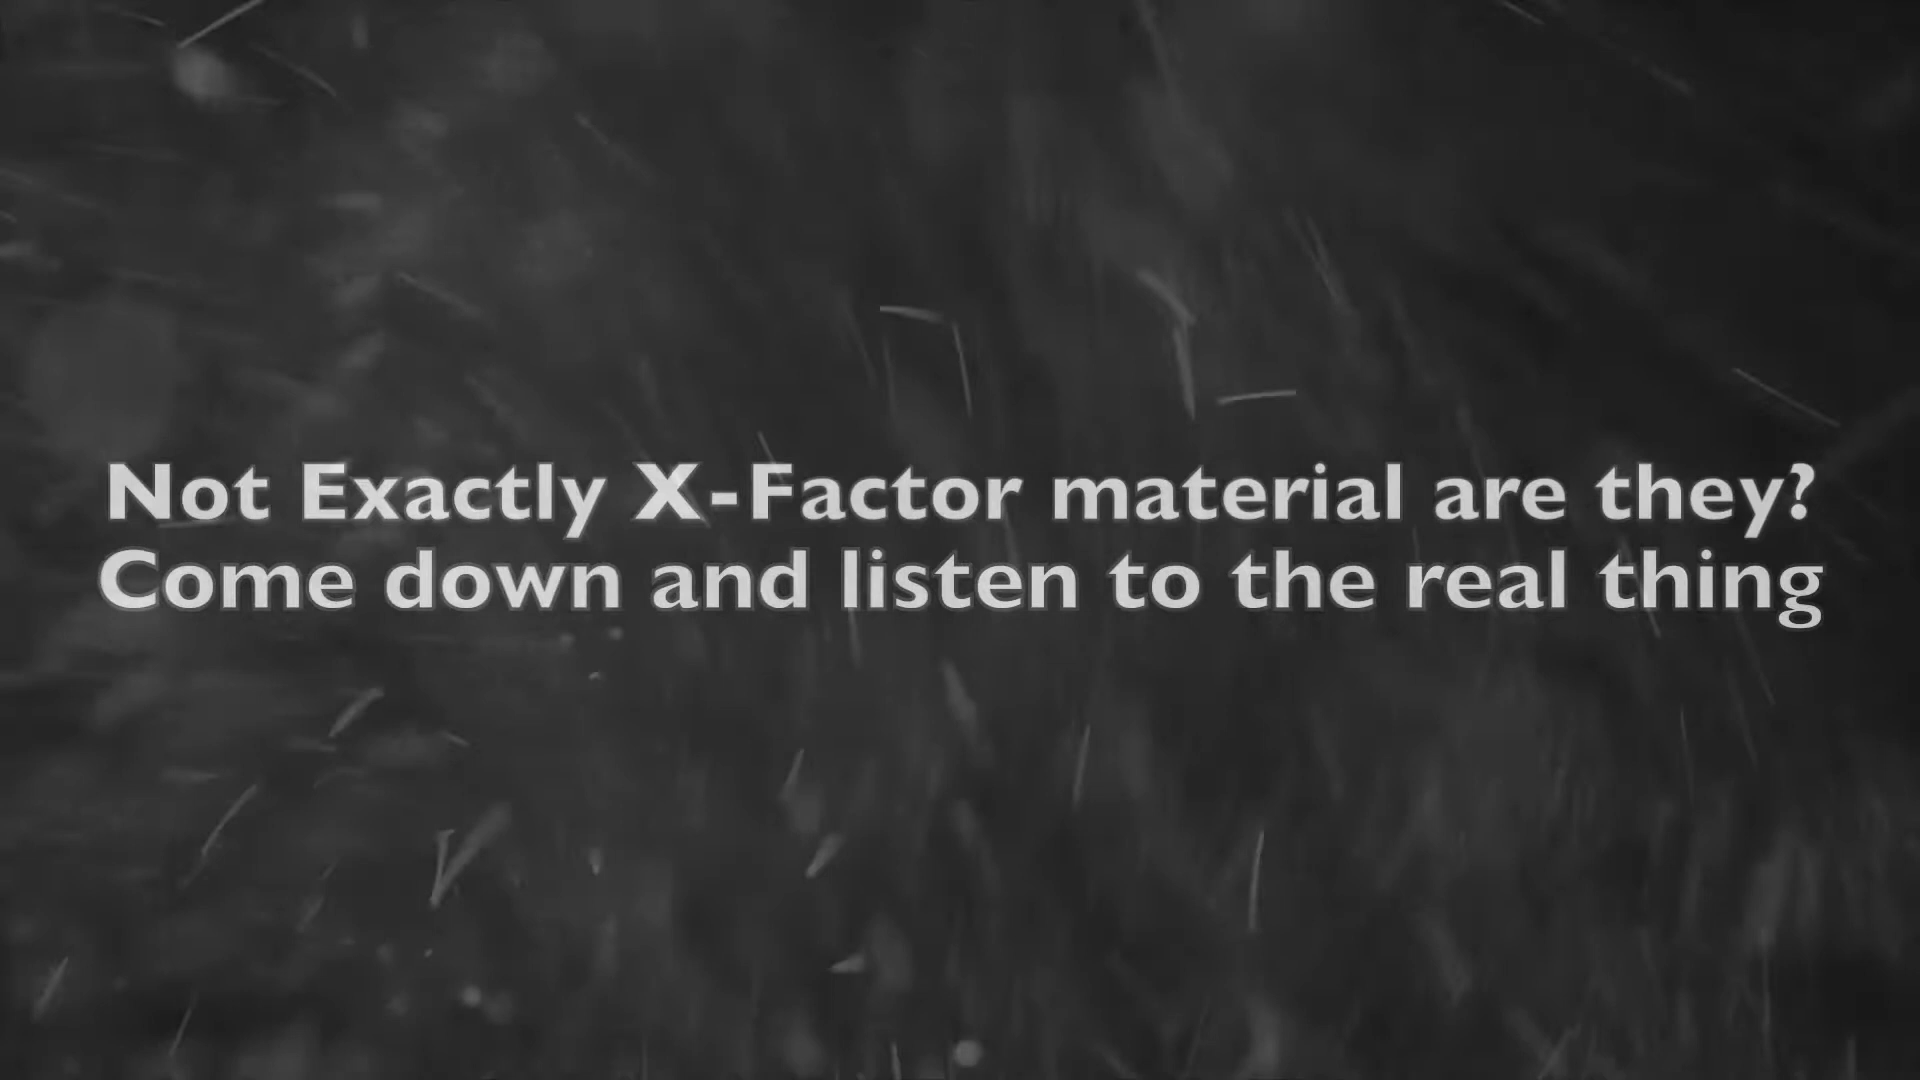 Not Exactly X-Factor material are they?
Come down and listen to the real thing